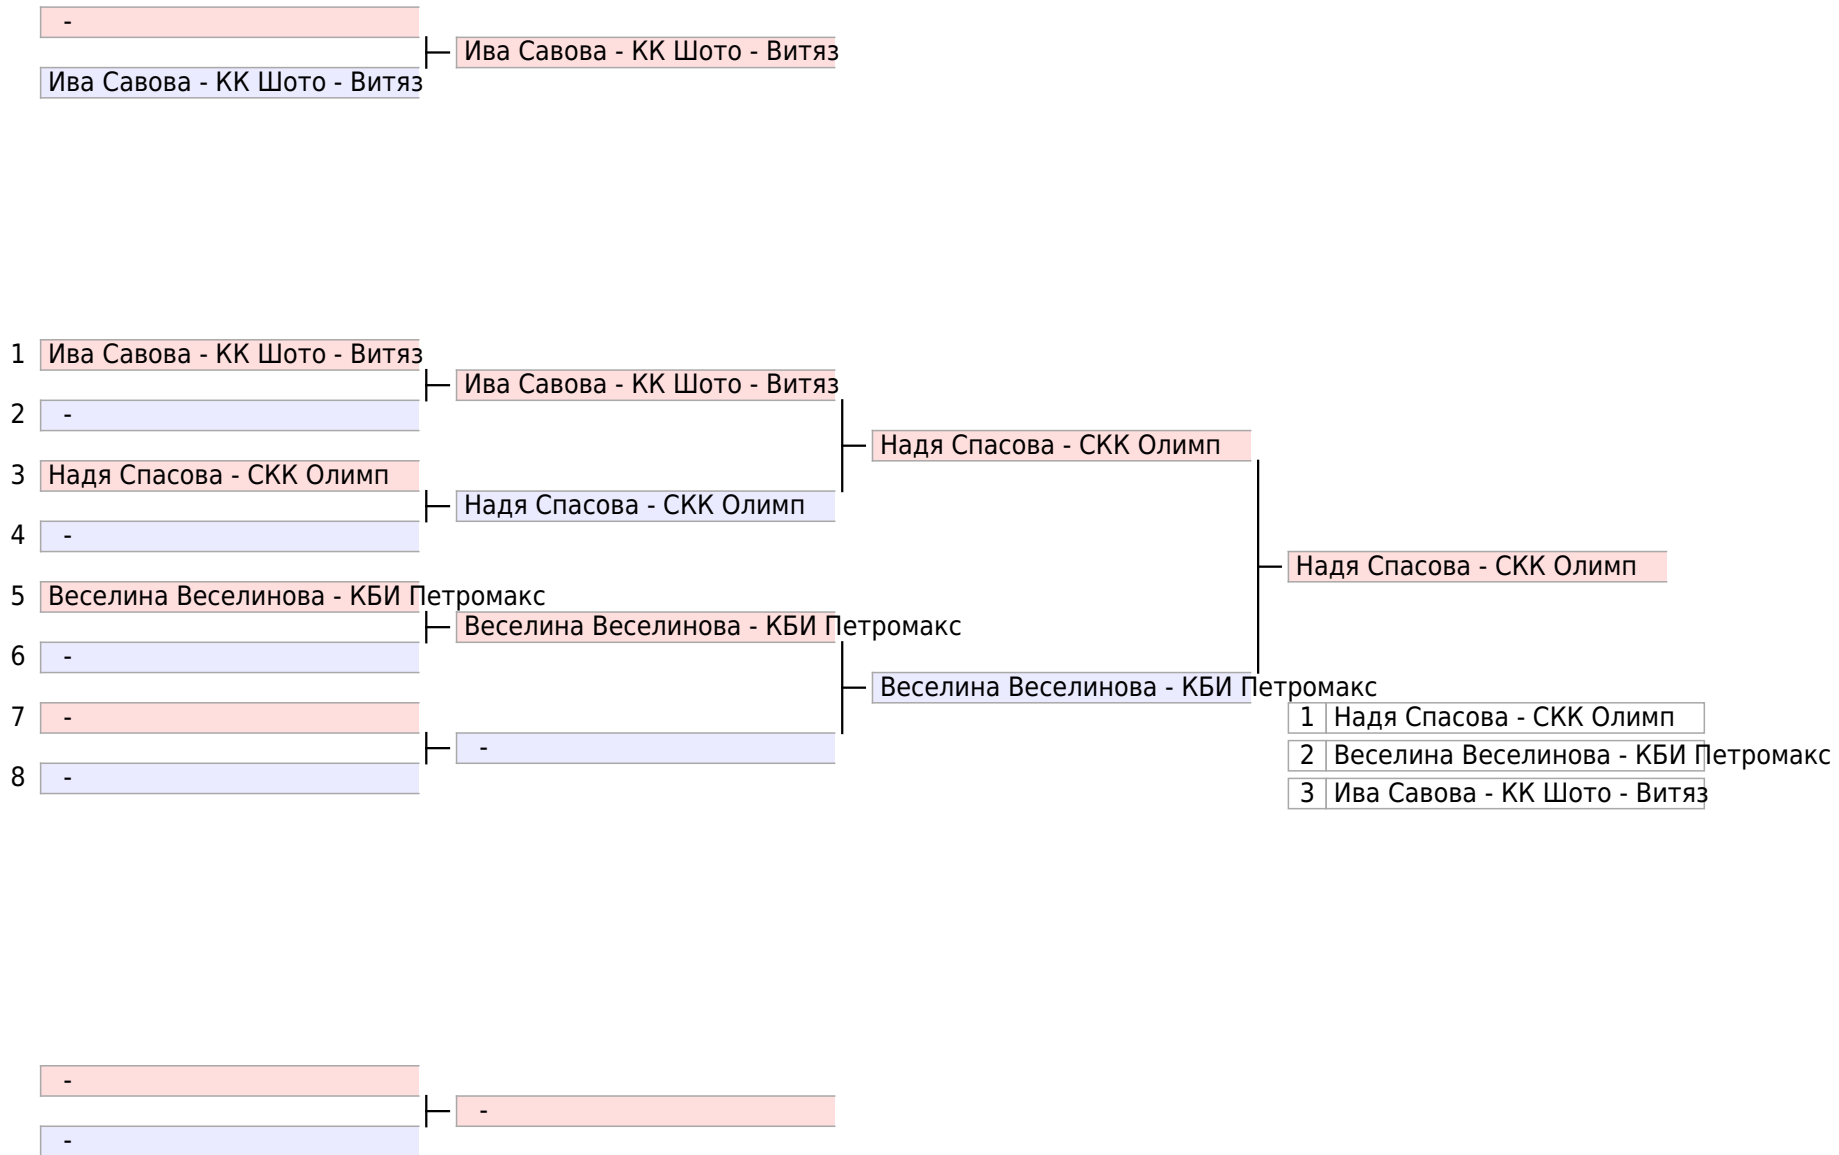 -
Ива Савова - КК Шото - Витяз
Ива Савова - КК Шото - Витяз
1 Ива Савова - КК Шото - Витяз
Ива Савова - КК Шото - Витяз
2 -
Надя Спасова - СКК Олимп
3 Надя Спасова - СКК Олимп
Надя Спасова - СКК Олимп
4 -
Надя Спасова - СКК Олимп
5 Веселина Веселинова - КБИ Петромакс
Веселина Веселинова - КБИ Петромакс
6 -
Веселина Веселинова - КБИ Петромакс
7 -
-
8 -
1 Надя Спасова - СКК Олимп
2 Веселина Веселинова - КБИ Петромакс
3 Ива Савова - КК Шото - Витяз
-
-
-